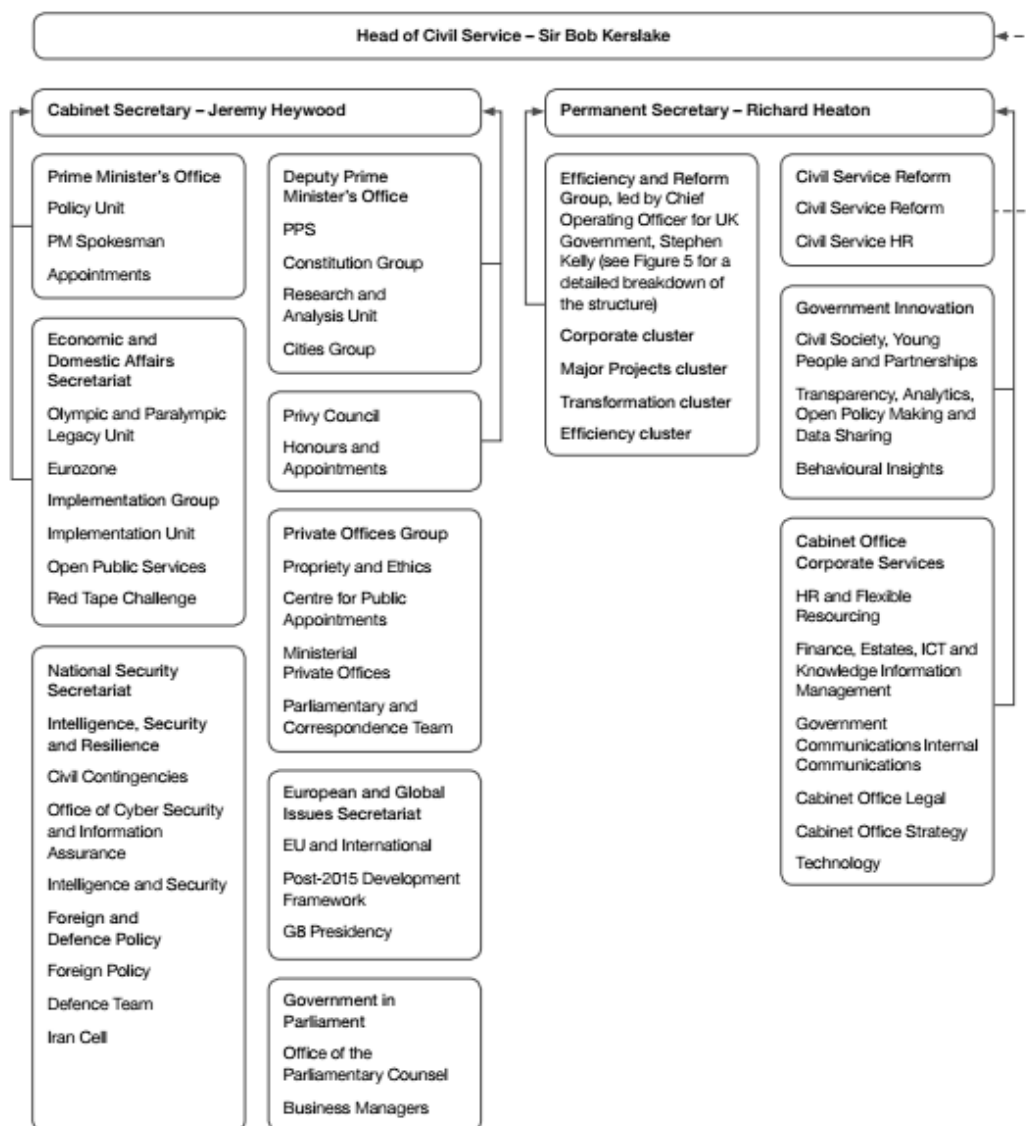 Head of Civil Service – Sir Bob Kerslake
Cabinet Secretary – Jeremy Heywood
Prime Minister's Office
Policy Unit
PM Spokesman
Appointments
Economic and
Domestic Affairs
Secretariat
Olympic and Paralympic
Legacy Unit
Eurozone
Implementation Group
Implementation Unit
Open Public Services
Red Tape Challenge
National Security
Secretariat
Intelligence, Security
and Resilience
Civil Contingencies
Office of Cyber Security
and Information
Assurance
Intelligence and Security
Foreign and
Defence Policy
Foreign Policy
Defence Team
Iran Cell
Deputy Prime
Minister's Office
PPS
Constitution Group
Research and
Analysis Unit
Cities Group
Privy Council
Honours and
Appointments
Private Offices Group
Propriety and Ethics
Centre for Public
Appointments
Ministerial
Private Offices
Parliamentary and
Correspondence Team
European and Global
Issues Secretariat
EU and International
Post-2015 Development
Framework
G8 Presidency
Government in
Parliament
Office of the
Parliamentary Counsel
Business Managers
Permanent Secretary – Richard Heaton
Efficiency and Reform
Group, led by Chief
Operating Officer for UK
Government, Stephen
Kelly (see Figure 5 for a
detailed breakdown of
the structure)
Corporate cluster
Major Projects cluster
Transformation cluster
Efficiency cluster
Civil Service Reform
Civil Service Reform
Civil Service HR
Government Innovation
Civil Society, Young
People and Partnerships
Transparency, Analytics,
Open Policy Making and
Data Sharing
Behavioural Insights
Cabinet Office
Corporate Services
HR and Flexible
Resourcing
Finance, Estates, ICT and
Knowledge Information
Management
Government
Communications Internal
Communications
Cabinet Office Legal
Cabinet Office Strategy
Technology